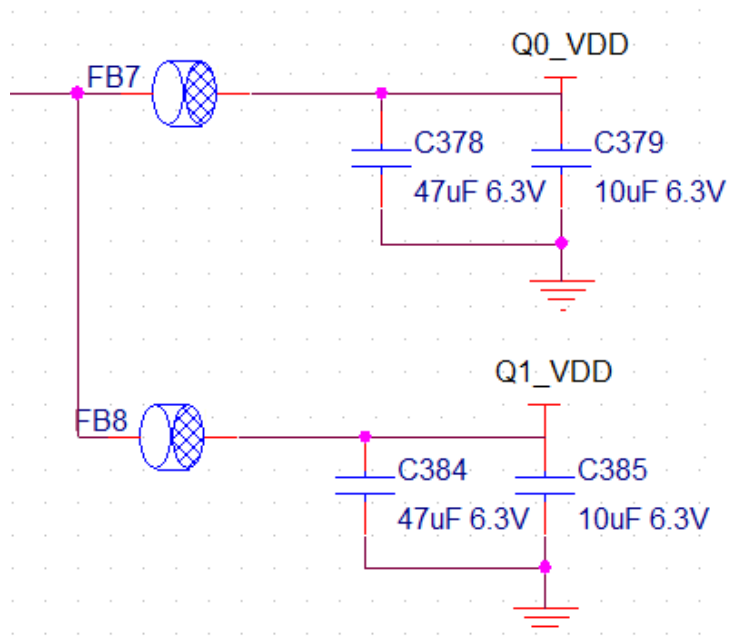 Q0_VDD
FB7
C378
C379
47uF 6.3V
10uF 6.3V
Q1_VDD
FB8
C384
C385
47uF 6.3V
10uF 6.3V